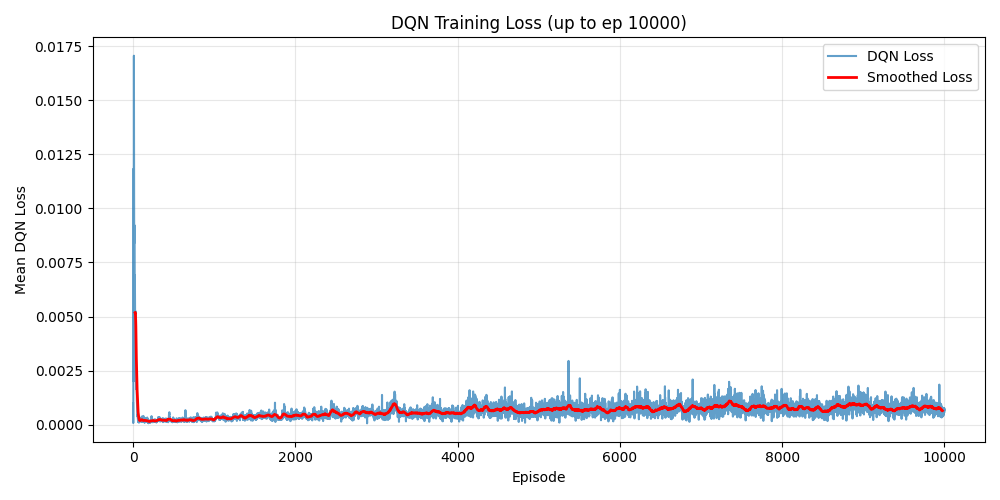 DQN Training Loss (up to ep 10000)
DQN Loss
Smoothed Loss
Mean DQN Loss
0.0175
0.0150
0.0125
0.0100
0.0075
0.0050
0.0025
0.0000
0 2000 4000 6000 8000 10000
Episode